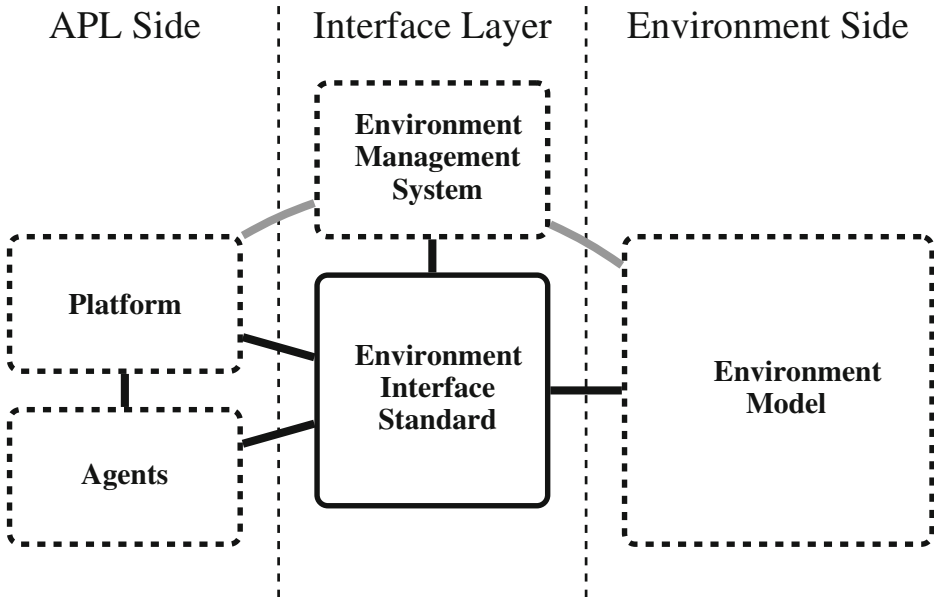 APL Side
Interface Layer
Environment Side
Environment
Management
System
Platform
Environment
Interface
Standard
Environment
Model
Agents